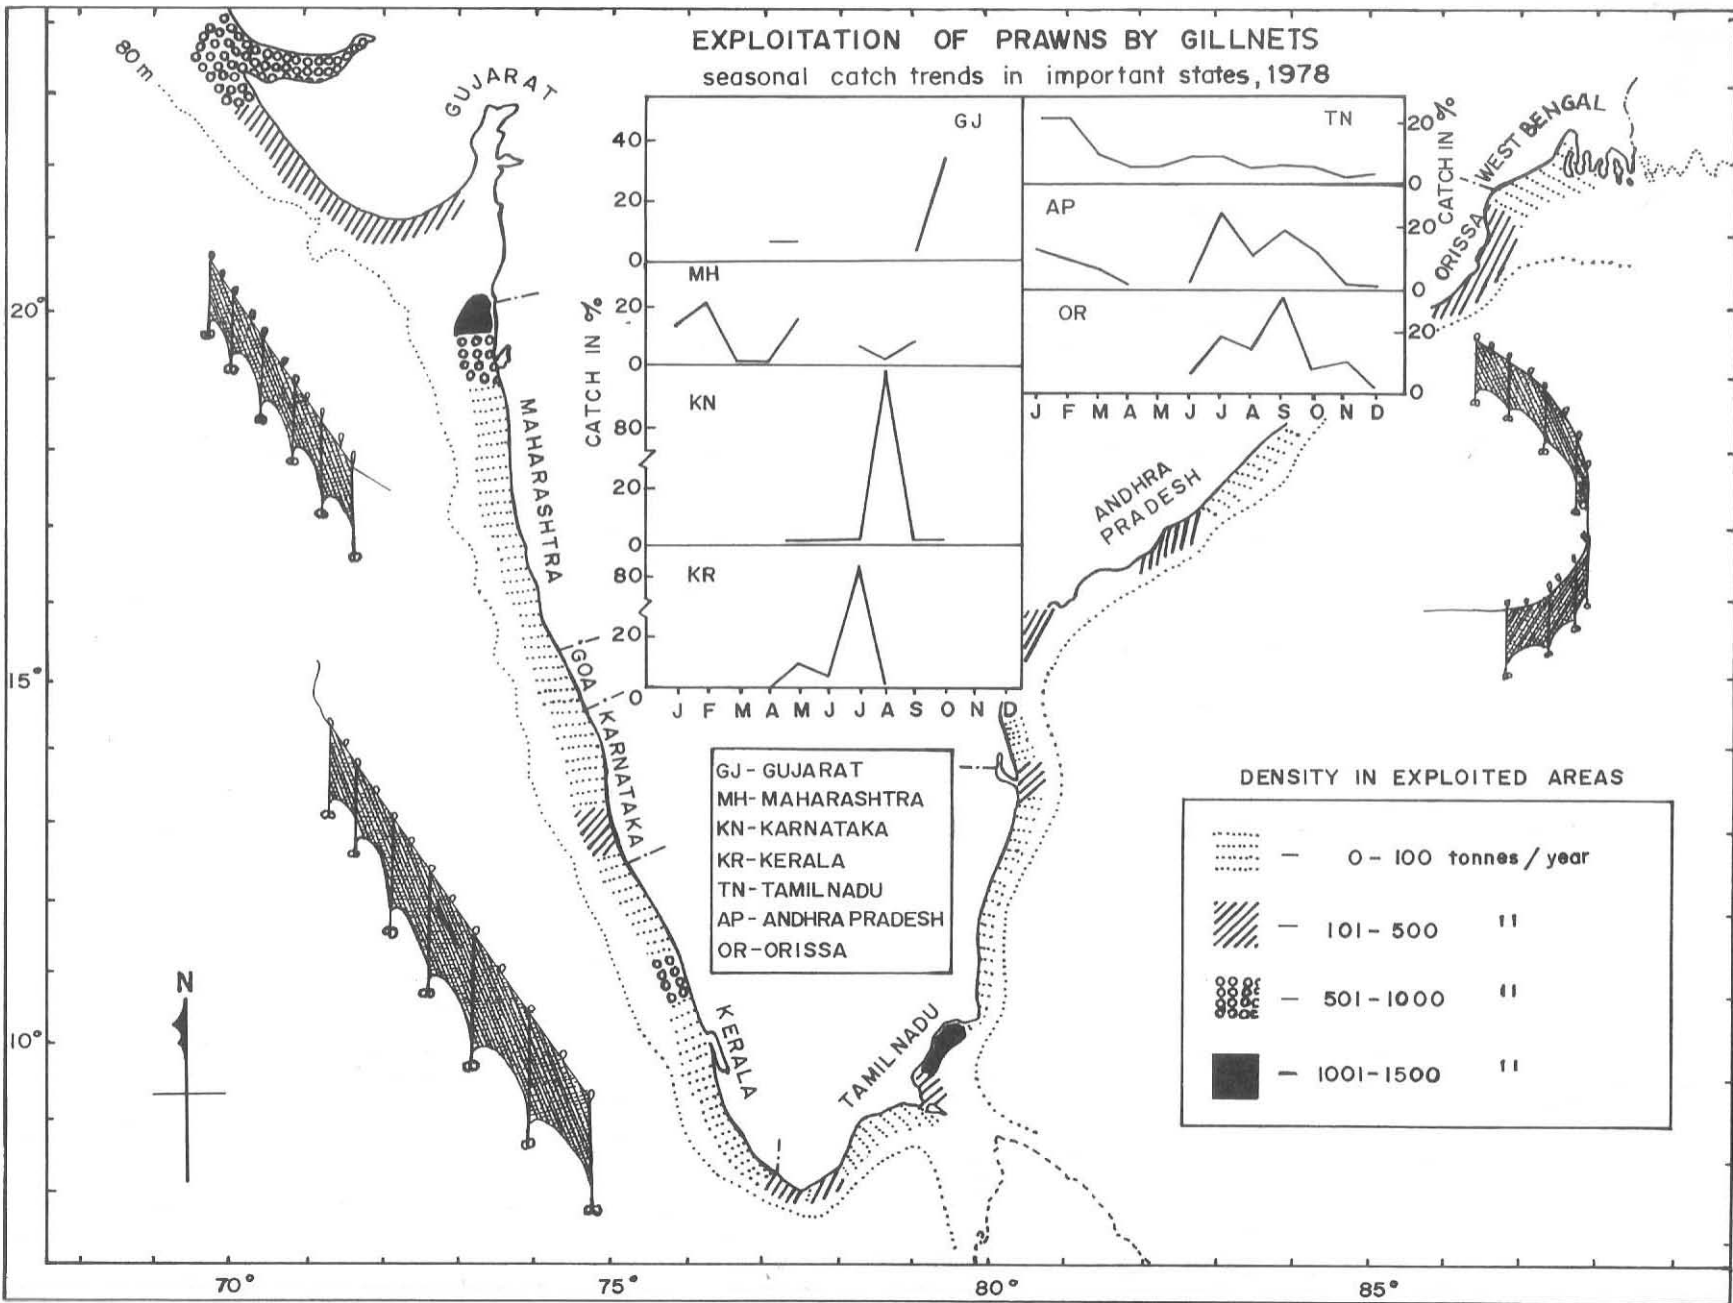 EXPLOITATION OF PRAWNS BY GILLNETS
seasonal catch trends in important states, 1978
80 m
GUJARAT
MAHARASHTRA
GOA
KARNATAKA
KERALA
TAMILNADU
ANDHRA
PRADESH
ORISSA
WEST BENGAL
CATCH IN %
GJ
40
20
0
MH
20
0
KN
80
20
0
KR
80
20
0
J F M A M J J A S O N D
TN
20
0
AP
20
0
OR
20
0
CATCH IN %
J F M A M J J A S O N D
GJ - GUJARAT
MH- MAHARASHTRA
KN- KARNATAKA
KR- KERALA
TN- TAMILNADU
AP - ANDHRA PRADESH
OR- ORISSA
DENSITY IN EXPLOITED AREAS
— 0 - 100 tonnes / year
— 101 - 500 "
— 501 - 1000 "
— 1001 - 1500 "
N
20°
15°
10°
70° 75° 80° 85°